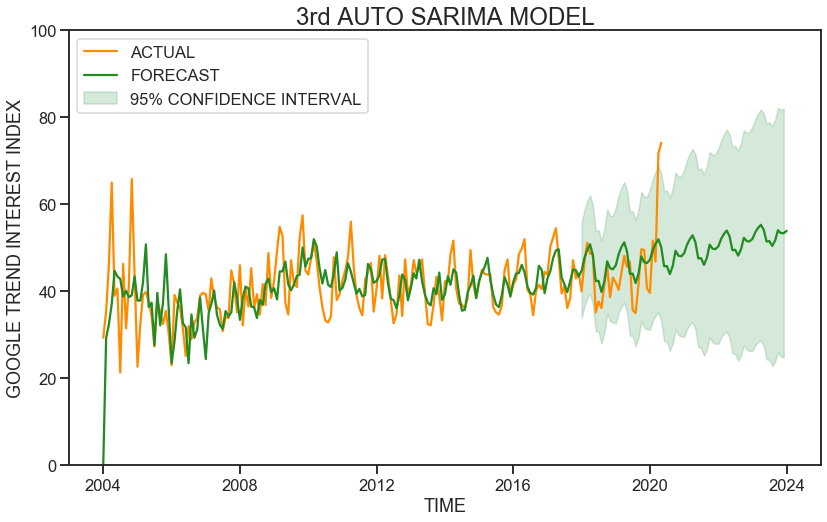 3rd AUTO SARIMA MODEL
ACTUAL
FORECAST
95% CONFIDENCE INTERVAL
GOOGLE TREND INTEREST INDEX
100
80
60
40
20
0
2004 2008 2012 2016 2020 2024
TIME